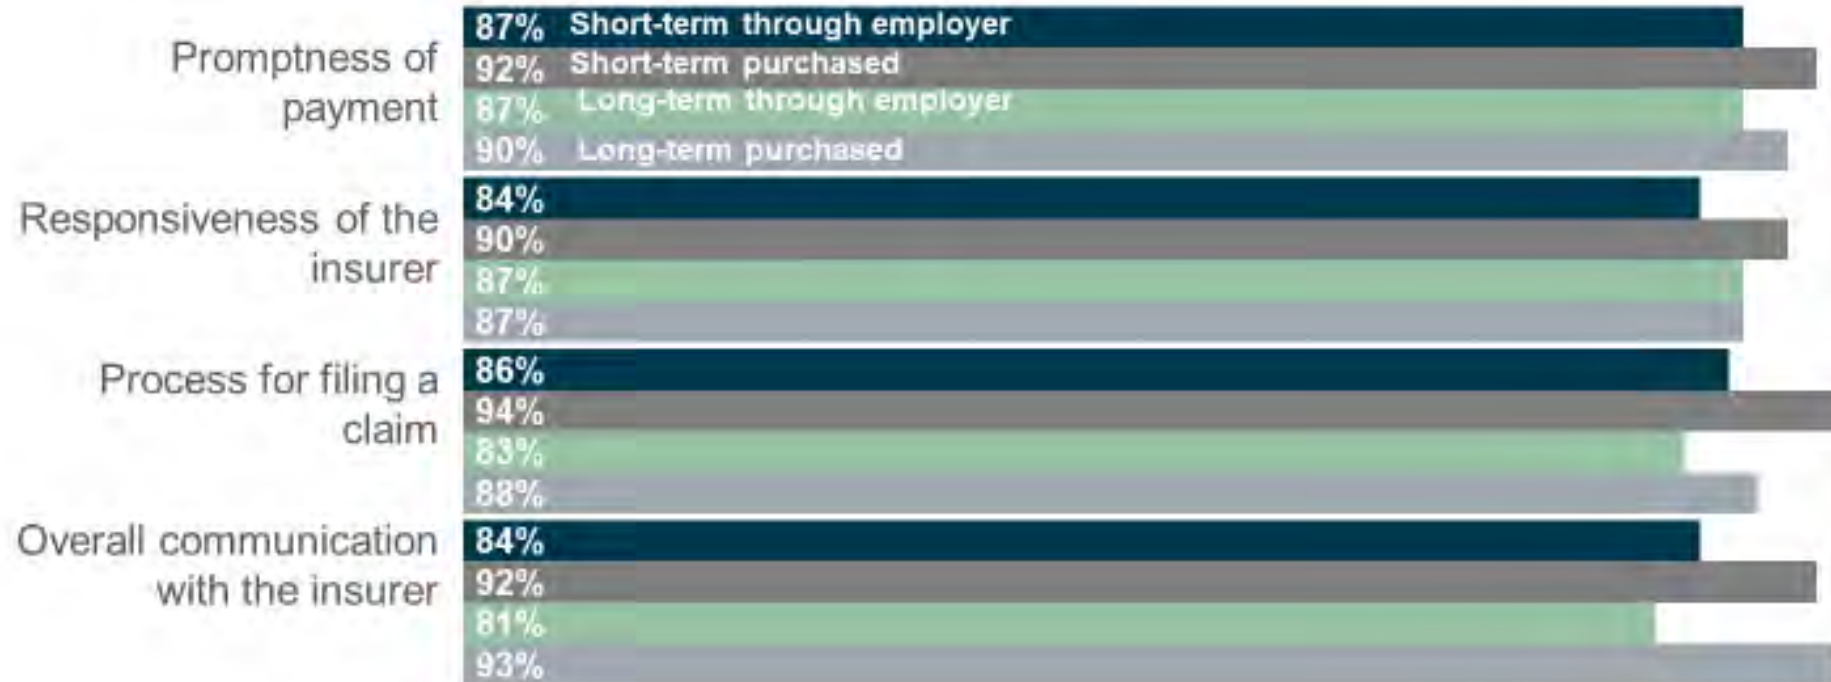 Promptness of
payment
87% Short-term through employer
92% Short-term purchased
87% Long-term through employer
90% Long-term purchased
Responsiveness of the
insurer
84%
90%
87%
87%
Process for filing a
claim
86%
94%
83%
88%
Overall communication
with the insurer
84%
92%
81%
93%